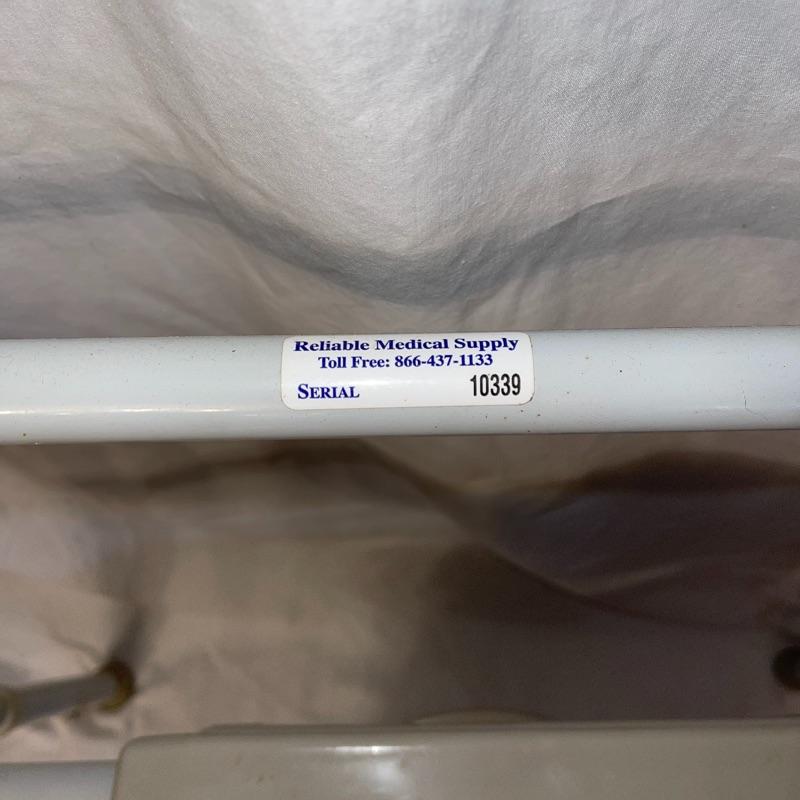 Reliable Medical Supply
Toll Free: 866-437-1133
SERIAL 10339